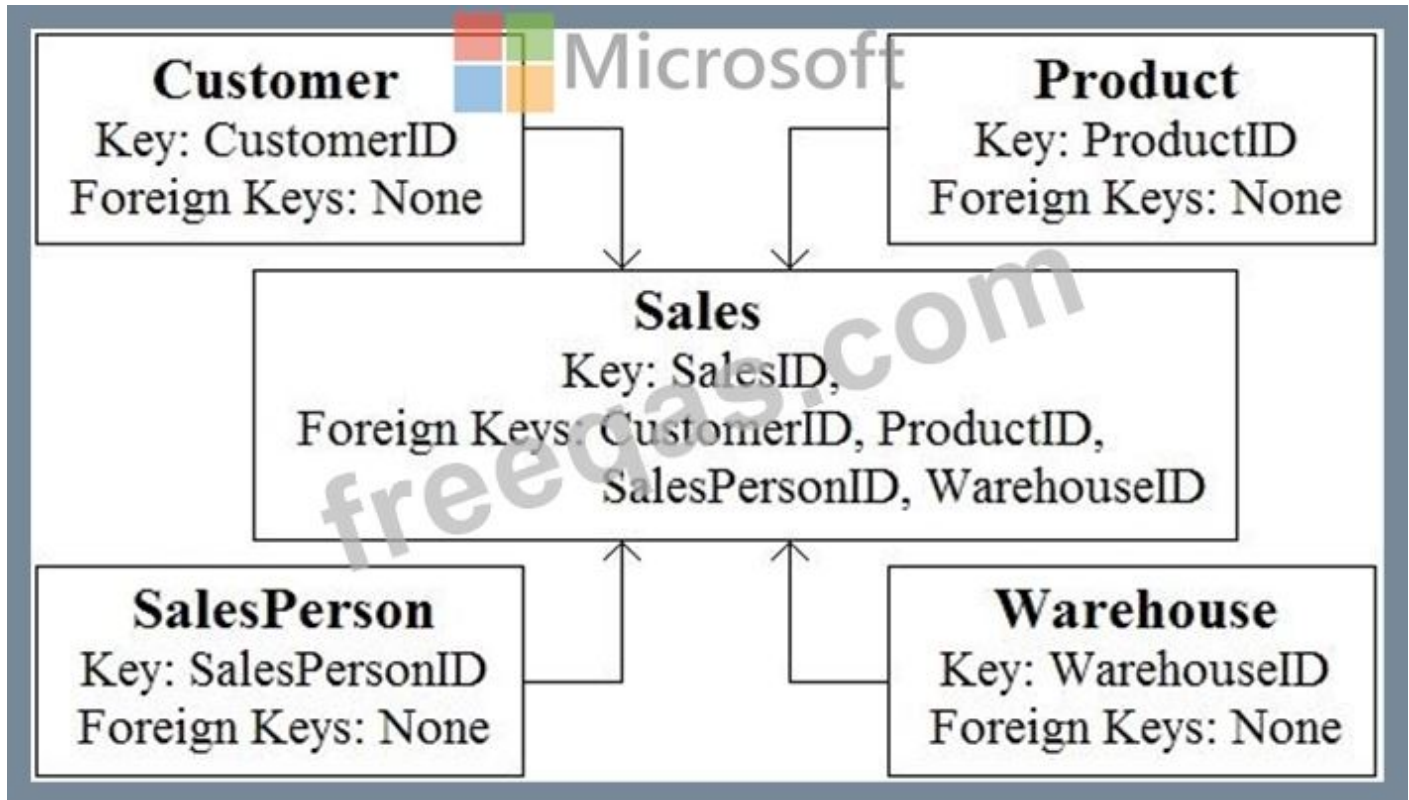 Microsoft
Customer
Key: CustomerID
Foreign Keys: None
Product
Key: ProductID
Foreign Keys: None
Sales
Key: SalesID,
Foreign Keys: CustomerID, ProductID,
SalesPersonID, WarehouseID
freeqas.com
SalesPerson
Key: SalesPersonID
Foreign Keys: None
Warehouse
Key: WarehouseID
Foreign Keys: None